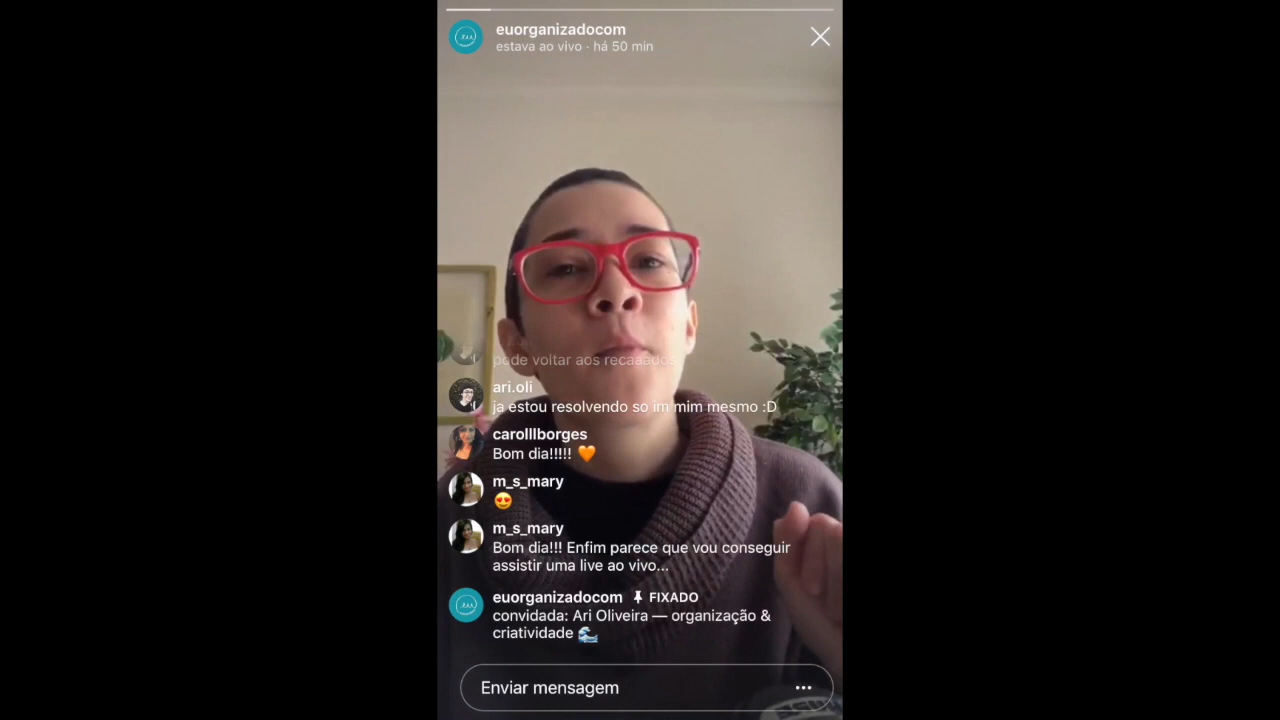 euorganizadocom
estava ao vivo · há 50 min
pode voltar aos recaaados
ari.oli
ja estou resolvendo so im mim mesmo :D
carolllborges
Bom dia!!!!! 🧡
m_s_mary
😍
m_s_mary
Bom dia!!! Enfim parece que vou conseguir
assistir uma live ao vivo...
euorganizadocom 📌 FIXADO
convidada: Ari Oliveira — organização &
criatividade 🌊
Enviar mensagem